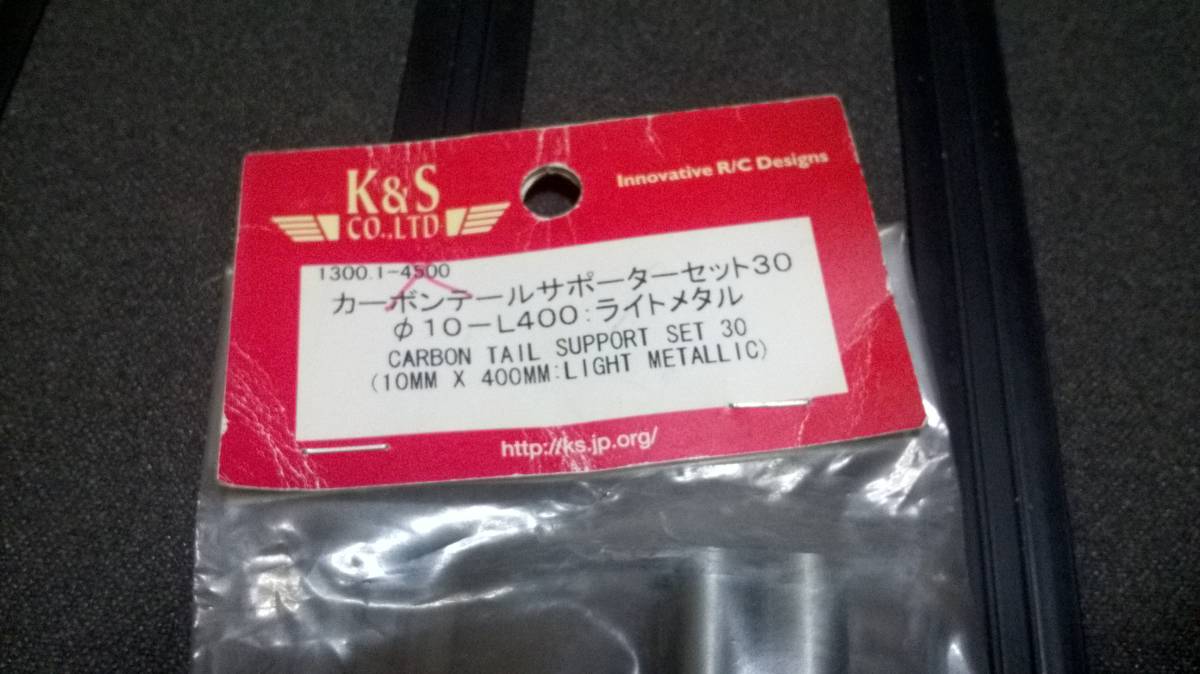 K&S
CO.,LTD
Innovative R/C Designs
1300.1-4500
カーボンテールサポーターセット30
φ10-L400:ライトメタル
CARBON TAIL SUPPORT SET 30
(10MM X 400MM:LIGHT METALLIC)
http://ks.jp.org/